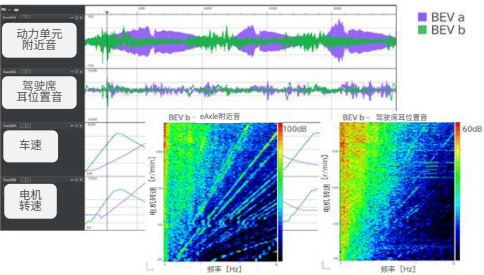 BEV a
BEV b
动力单元
附近音
驾驶席
耳位置音
车速
电机
转速
BEV b - eAxle附近音
100dB
电机转速 [r/min]
频率 [Hz]
BEV b - 驾驶席耳位置音
60dB
电机转速 [r/min]
频率 [Hz]